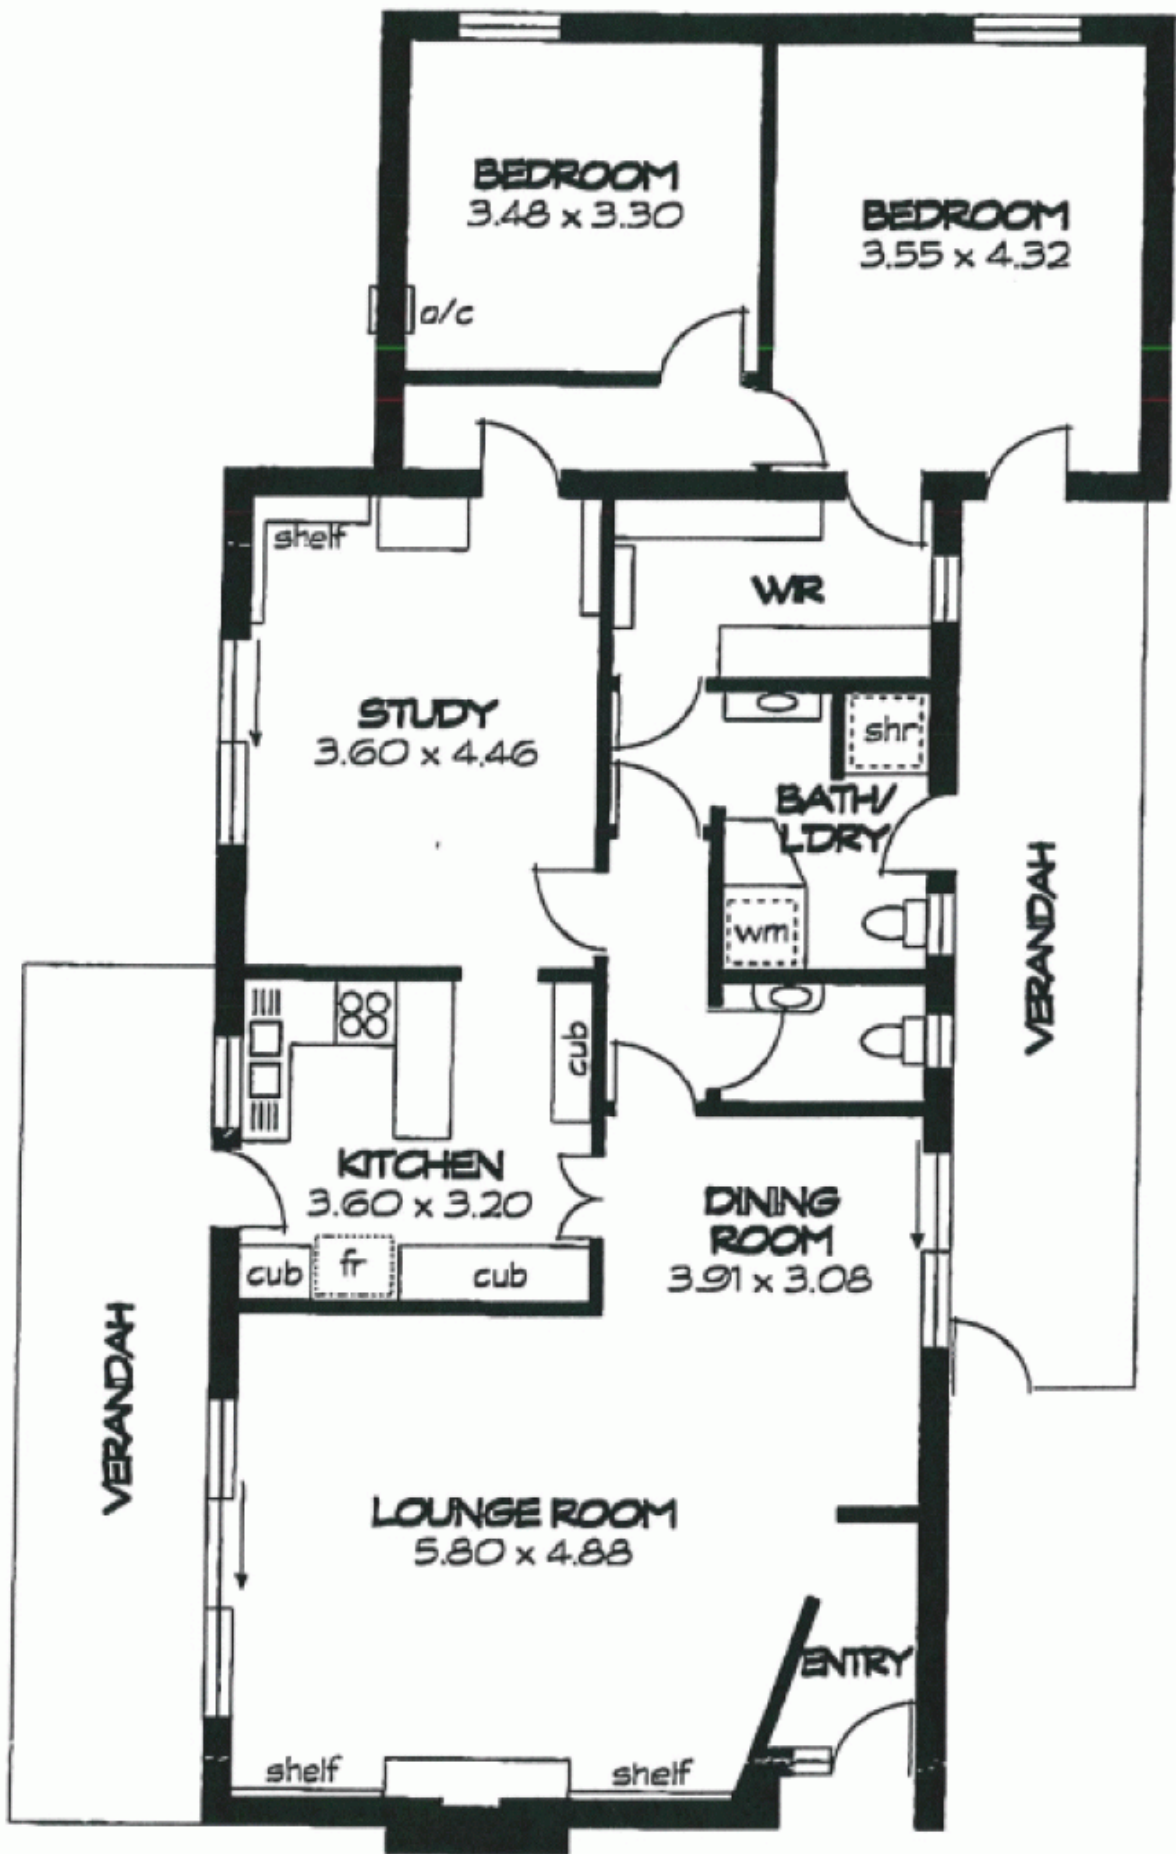 BEDROOM
3.48 x 3.30
BEDROOM
3.55 x 4.32
a/c
shelf
WIR
STUDY
3.60 x 4.46
shr
BATH/
LDRY
wm
VERANDAH
cub
KITCHEN
3.60 x 3.20
DINING
ROOM
3.91 x 3.08
cub
fr
cub
VERANDAH
LOUNGE ROOM
5.80 x 4.88
ENTRY
shelf
shelf